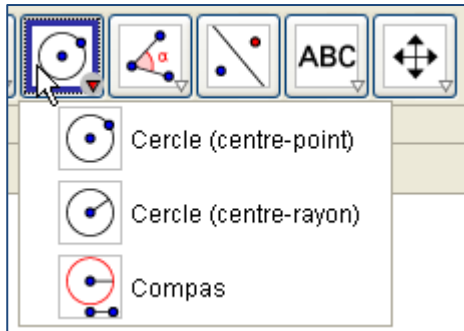 α
ABC
Cercle (centre-point)
Cercle (centre-rayon)
Compas